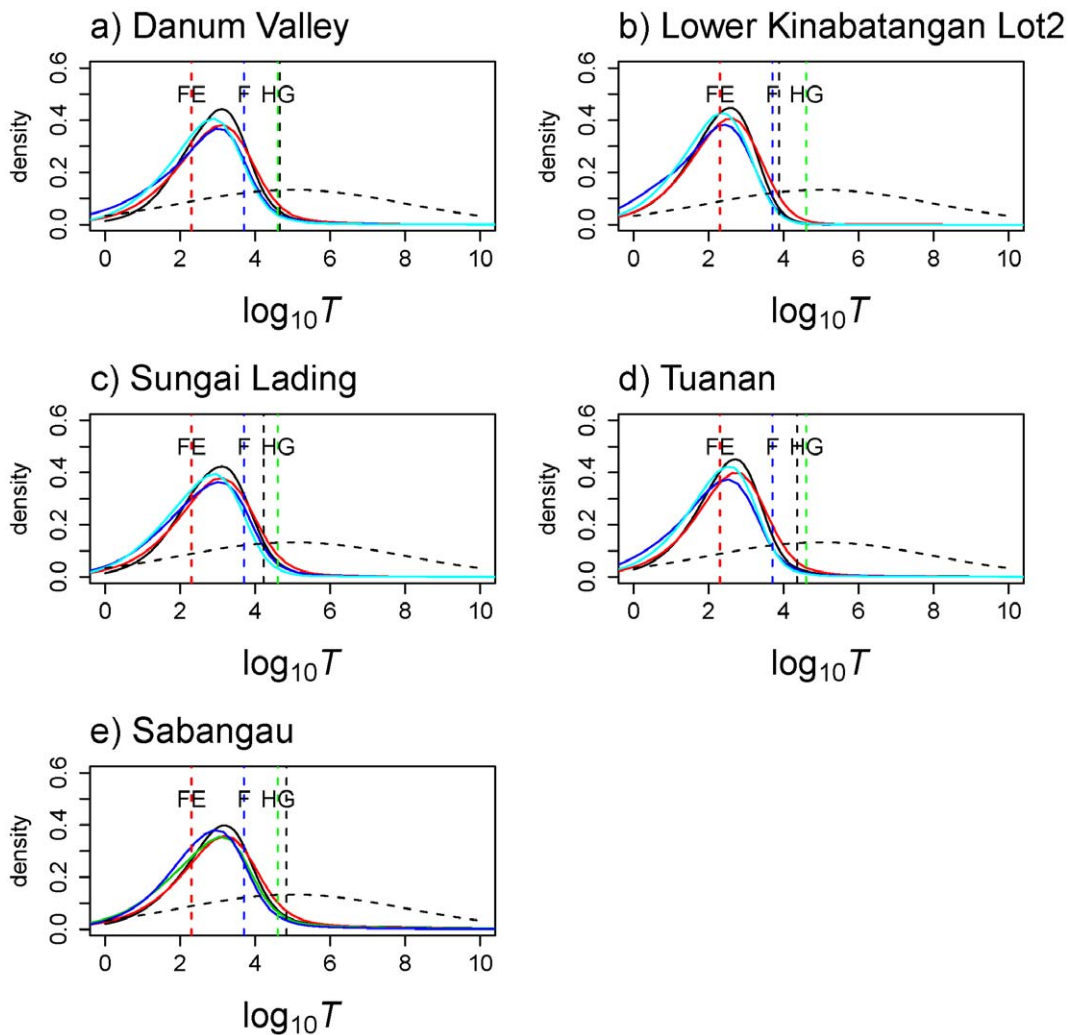 a) Danum Valley
0.6
0.4
0.2
0.0
density
FE F HG
0 2 4 6 8 10
log10T
b) Lower Kinabatangan Lot2
0.6
0.4
0.2
0.0
density
FE F HG
0 2 4 6 8 10
log10T
c) Sungai Lading
0.6
0.4
0.2
0.0
density
FE F HG
0 2 4 6 8 10
log10T
d) Tuanan
0.6
0.4
0.2
0.0
density
FE F HG
0 2 4 6 8 10
log10T
e) Sabangau
0.6
0.4
0.2
0.0
density
FE F HG
0 2 4 6 8 10
log10T